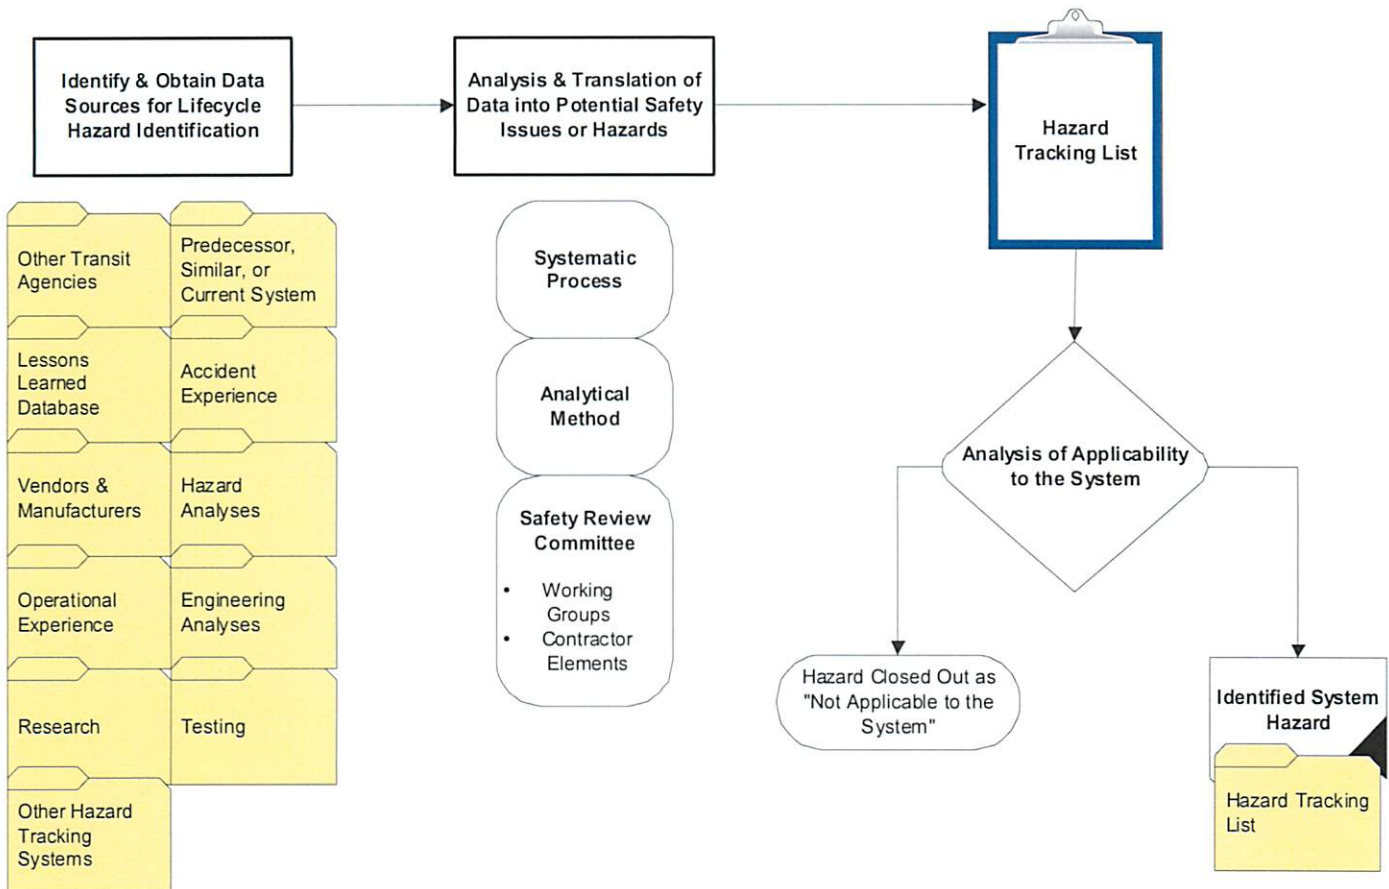 Identify & Obtain Data
Sources for Lifecycle
Hazard Identification
Analysis & Translation of
Data into Potential Safety
Issues or Hazards
Hazard
Tracking List
Other Transit
Agencies
Predecessor,
Similar, or
Current System
Lessons
Learned
Database
Accident
Experience
Vendors &
Manufacturers
Hazard
Analyses
Operational
Experience
Engineering
Analyses
Research
Testing
Other Hazard
Tracking
Systems
Systematic
Process
Analytical
Method
Safety Review
Committee
• Working
Groups
• Contractor
Elements
Analysis of Applicability
to the System
Hazard Closed Out as
"Not Applicable to the
System"
Identified System
Hazard
Hazard Tracking
List